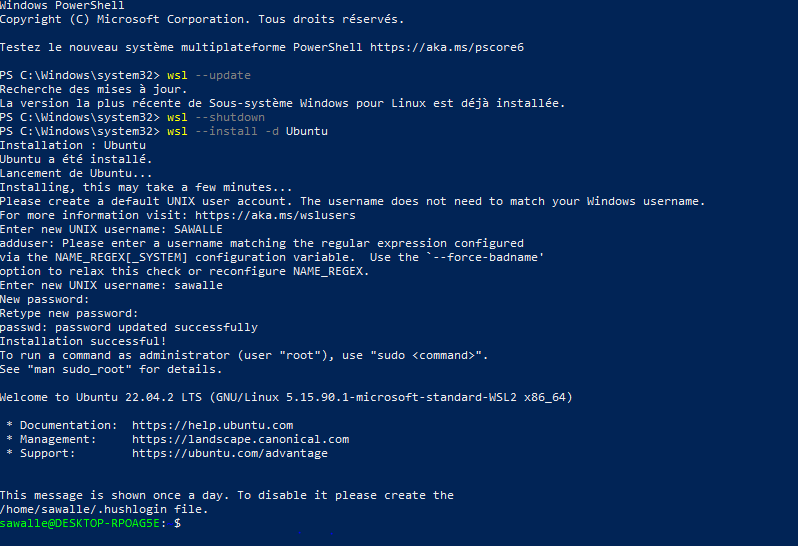 Windows PowerShell
Copyright (C) Microsoft Corporation. Tous droits réservés.
Testez le nouveau système multiplateforme PowerShell https://aka.ms/pscore6
PS C:\Windows\system32> wsl --update
Recherche des mises à jour.
La version la plus récente de Sous-système Windows pour Linux est déjà installée.
PS C:\Windows\system32> wsl --shutdown
PS C:\Windows\system32> wsl --install -d Ubuntu
Installation : Ubuntu
Ubuntu a été installé.
Lancement de Ubuntu...
Installing, this may take a few minutes...
Please create a default UNIX user account. The username does not need to match your Windows username.
For more information visit: https://aka.ms/wslusers
Enter new UNIX username: SAWALLE
adduser: Please enter a username matching the regular expression configured
via the NAME_REGEX[_SYSTEM] configuration variable.  Use the `--force-badname'
option to relax this check or reconfigure NAME_REGEX.
Enter new UNIX username: sawalle
New password:
Retype new password:
passwd: password updated successfully
Installation successful!
To run a command as administrator (user "root"), use "sudo <command>".
See "man sudo_root" for details.
Welcome to Ubuntu 22.04.2 LTS (GNU/Linux 5.15.90.1-microsoft-standard-WSL2 x86_64)
* Documentation:  https://help.ubuntu.com
* Management:     https://landscape.canonical.com
* Support:        https://ubuntu.com/advantage
This message is shown once a day. To disable it please create the
/home/sawalle/.hushlogin file.
sawalle@DESKTOP-RPOAG5E: $